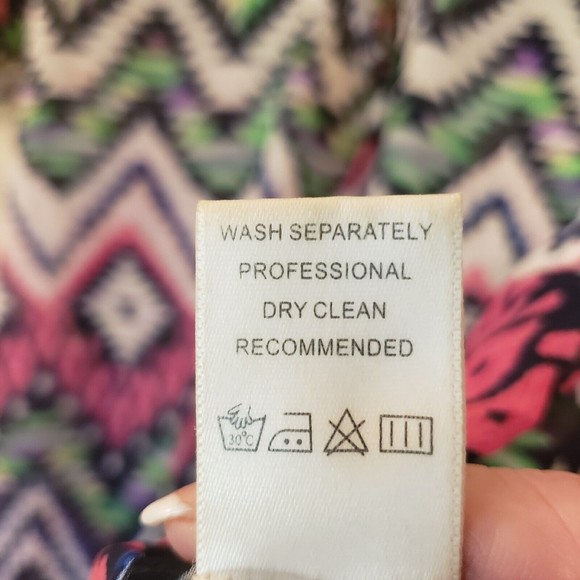 WASH SEPARATELY
PROFESSIONAL
DRY CLEAN
RECOMMENDED
30°C